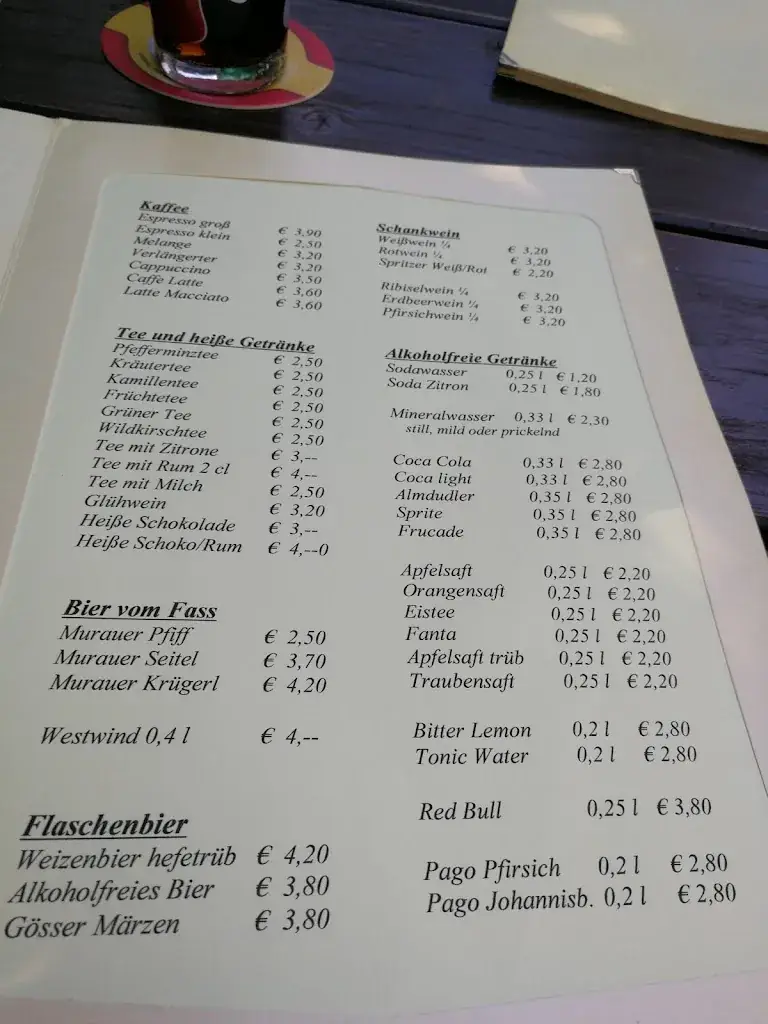 Kaffee
Espresso groß € 3,90
Espresso klein € 2,50
Melange € 3,20
Verlängerter € 3,20
Cappuccino € 3,50
Caffe Latte € 3,60
Latte Macciato € 3,60
Tee und heiße Getränke
Pfefferminztee € 2,50
Kräutertee € 2,50
Kamillentee € 2,50
Früchtetee € 2,50
Grüner Tee € 2,50
Wildkirschtee € 2,50
Tee mit Zitrone € 3,--
Tee mit Rum 2 cl € 4,--
Tee mit Milch € 2,50
Glühwein € 3,20
Heiße Schokolade € 3,--
Heiße Schoko/Rum € 4,--0
Bier vom Fass
Murauer Pfiff € 2,50
Murauer Seitel € 3,70
Murauer Krügerl € 4,20
Westwind 0,4 l € 4,--
Flaschenbier
Weizenbier hefetrüb € 4,20
Alkoholfreies Bier € 3,80
Gösser Märzen € 3,80
Schankwein
Weißwein ¼ € 3,20
Rotwein ¼ € 3,20
Spritzer Weiß/Rot € 2,20
Ribiselwein ¼ € 3,20
Erdbeerwein ¼ € 3,20
Pfirsichwein ¼ € 3,20
Alkoholfreie Getränke
Sodawasser 0,25 l € 1,20
Soda Zitron 0,25 l € 1,80
Mineralwasser 0,33 l € 2,30
still, mild oder prickelnd
Coca Cola 0,33 l € 2,80
Coca light 0,33 l € 2,80
Almdudler 0,35 l € 2,80
Sprite 0,35 l € 2,80
Frucade 0,35 l € 2,80
Apfelsaft 0,25 l € 2,20
Orangensaft 0,25 l € 2,20
Eistee 0,25 l € 2,20
Fanta 0,25 l € 2,20
Apfelsaft trüb 0,25 l € 2,20
Traubensaft 0,25 l € 2,20
Bitter Lemon 0,2 l € 2,80
Tonic Water 0,2 l € 2,80
Red Bull 0,25 l € 3,80
Pago Pfirsich 0,2 l € 2,80
Pago Johannisb. 0,2 l € 2,80